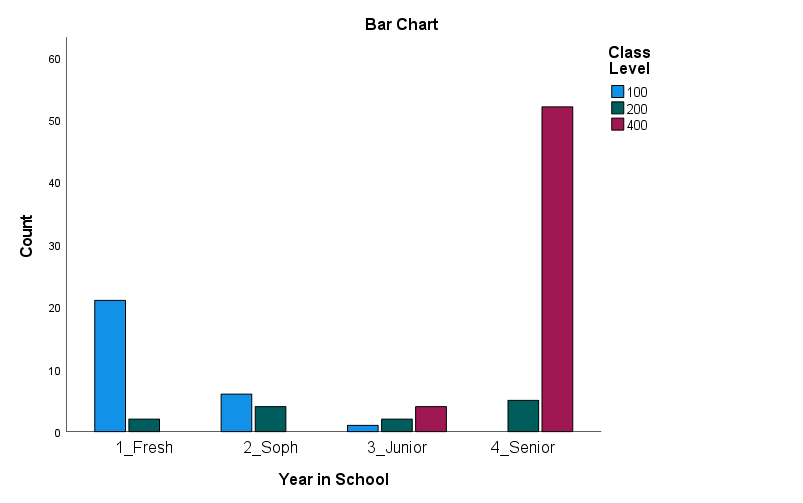 Bar Chart
Class
Level
100
200
400
60
50
40
30
20
10
0
Count
1_Fresh
2_Soph
3_Junior
4_Senior
Year in School